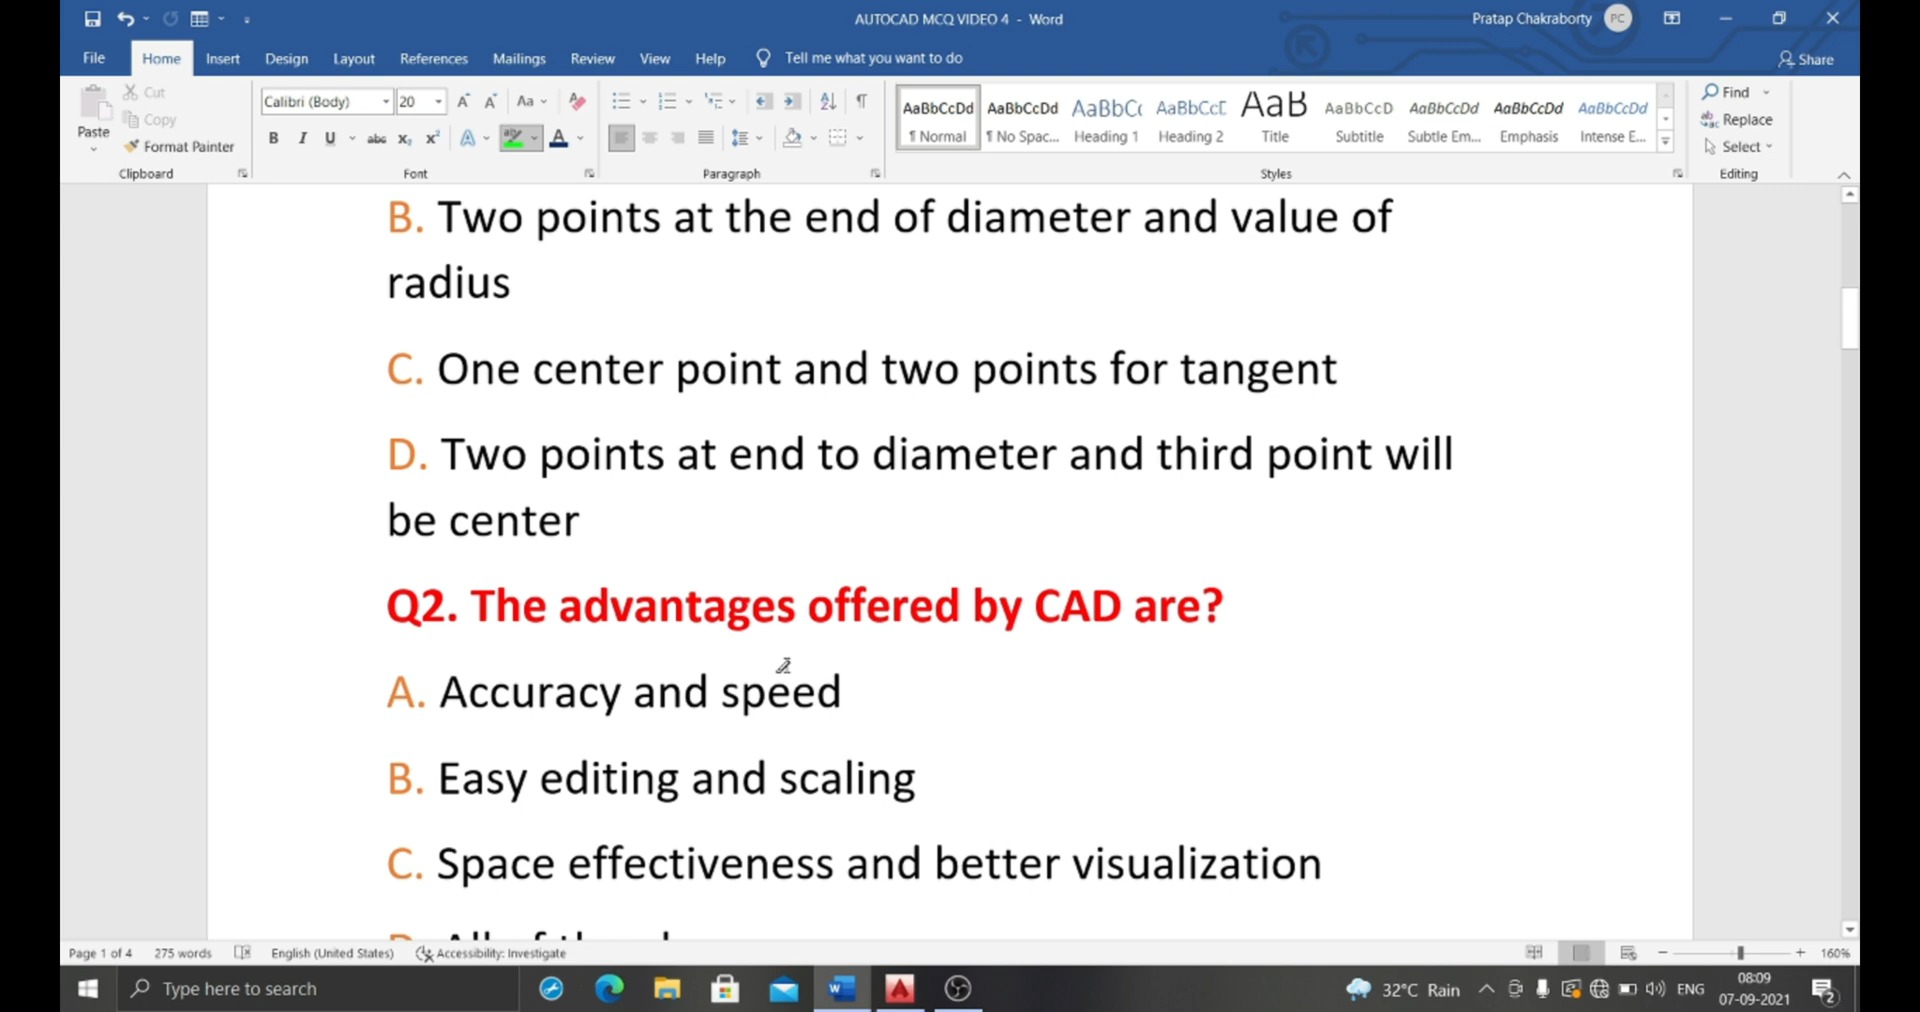 AUTOCAD MCQ VIDEO 4 - Word
Pratap Chakraborty PC
File Home Insert Design Layout References Mailings Review View Help Tell me what you want to do Share
Paste
Cut
Copy
Format Painter
Clipboard
Calibri (Body) 20
Aa
B I U abc X₂ X² A A
Font
Paragraph
AaBbCcDd AaBbCcDd AaBbC( AaBbCcD AaB AaBbCcD AaBbCcDd AaBbCcDd AaBbCcDd
¶ Normal ¶ No Spac... Heading 1 Heading 2 Title Subtitle Subtle Em... Emphasis Intense E...
Styles
Find
Replace
Select
Editing
B. Two points at the end of diameter and value of
radius
C. One center point and two points for tangent
D. Two points at end to diameter and third point will
be center
Q2. The advantages offered by CAD are?
A. Accuracy and speed
B. Easy editing and scaling
C. Space effectiveness and better visualization
Page 1 of 4 275 words English (United States) Accessibility: Investigate 160%
Type here to search
32°C Rain ENG
08:09
07-09-2021
2